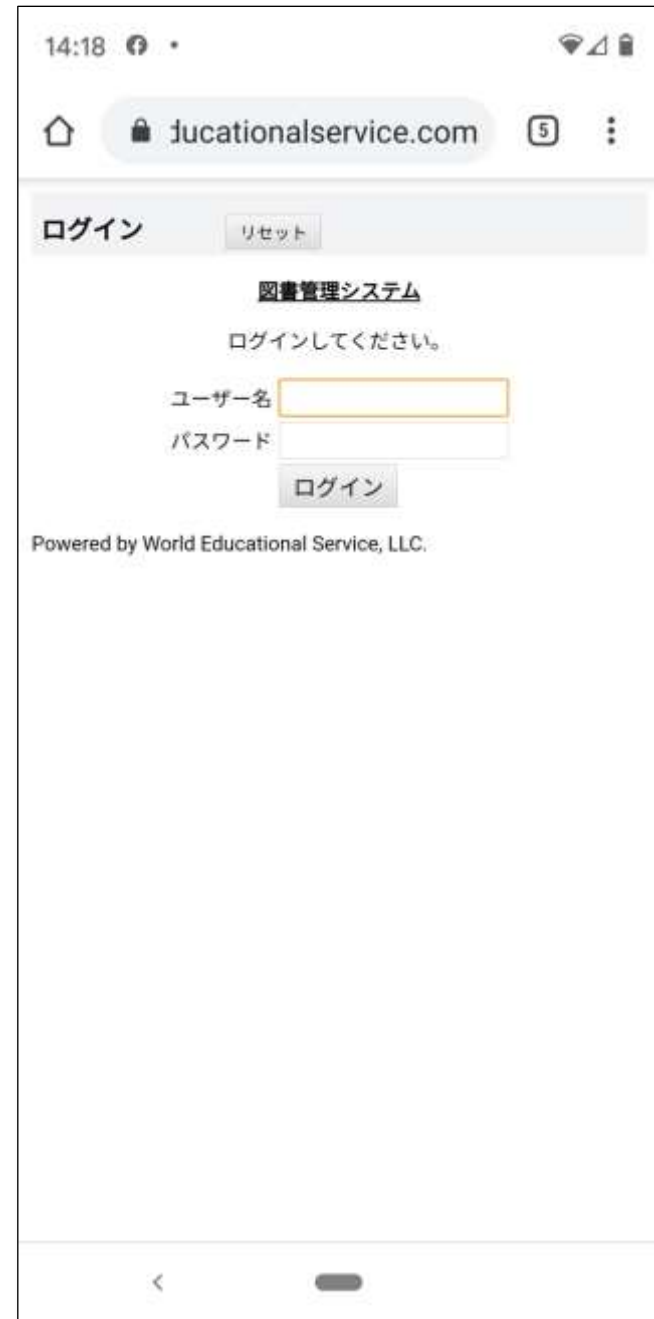 14:18
ducationalservice.com
5
ログイン リセット
図書管理システム
ログインしてください。
ユーザー名
パスワード
ログイン
Powered by World Educational Service, LLC.